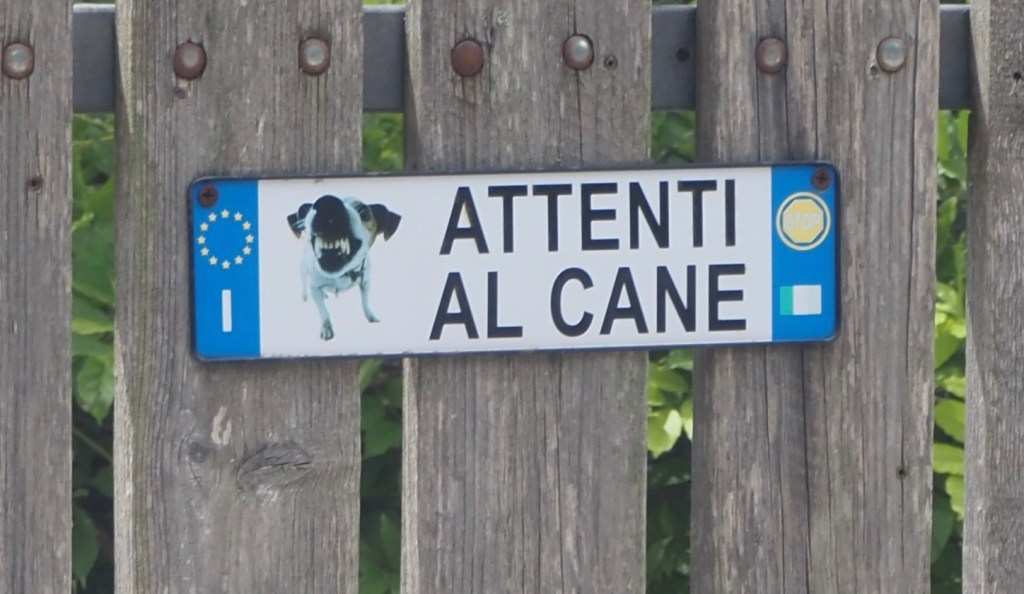 I
ATTENTI
AL CANE
STOP